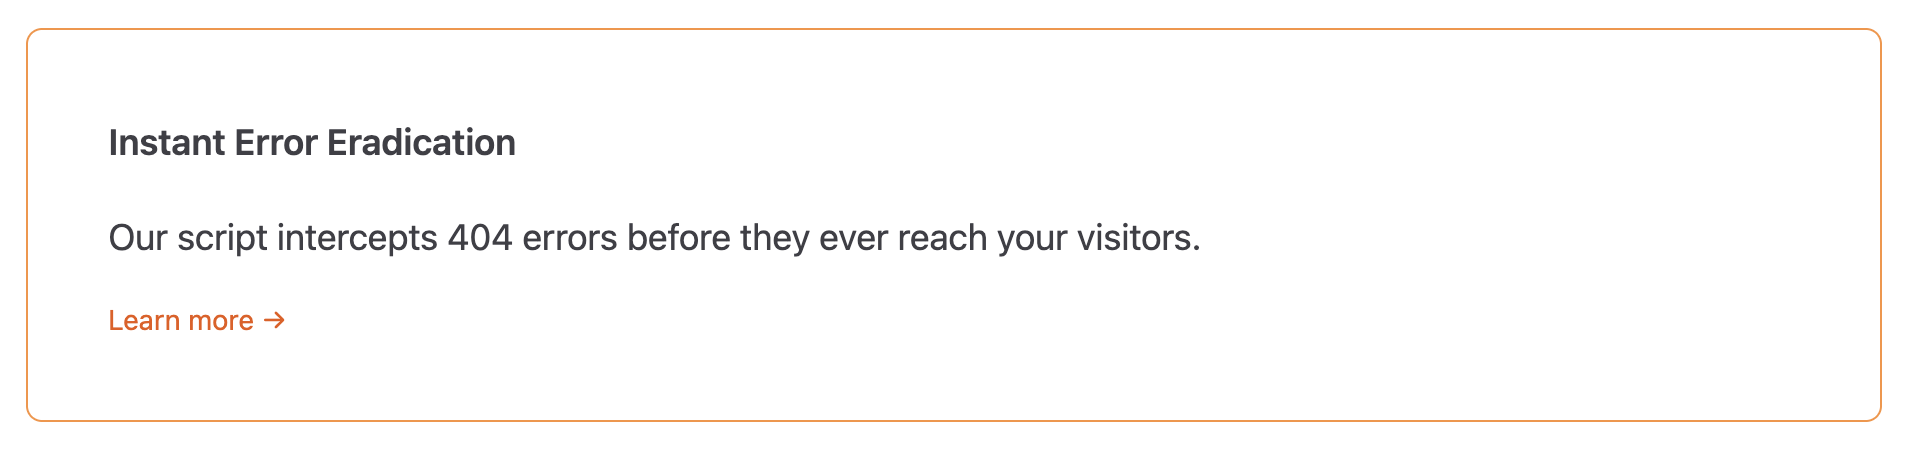 Instant Error Eradication
Our script intercepts 404 errors before they ever reach your visitors.
Learn more →